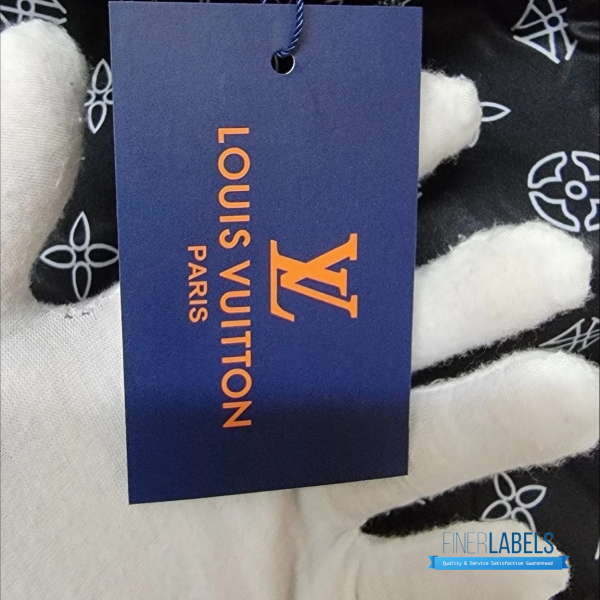 LV
LOUIS VUITTON
PARIS
FINERLABELS
Quality & Service Satisfaction Guaranteed